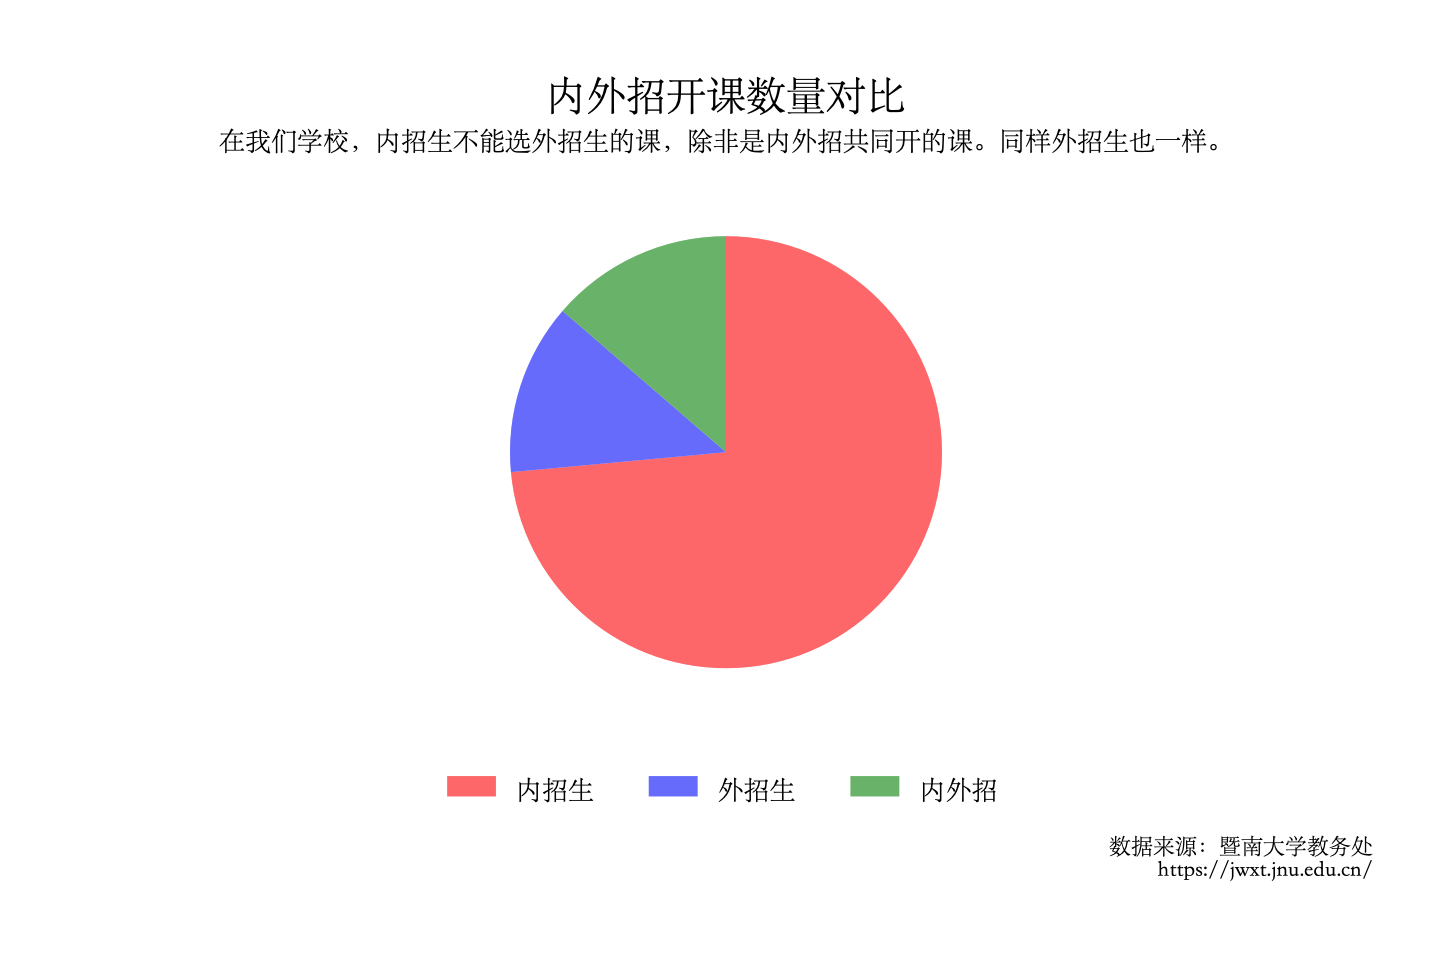 内外招开课数量对比
在我们学校，内招生不能选外招生的课，除非是内外招共同开的课。同样外招生也一样。
内招生
外招生
内外招
数据来源：暨南大学教务处
https://jwxt.jnu.edu.cn/